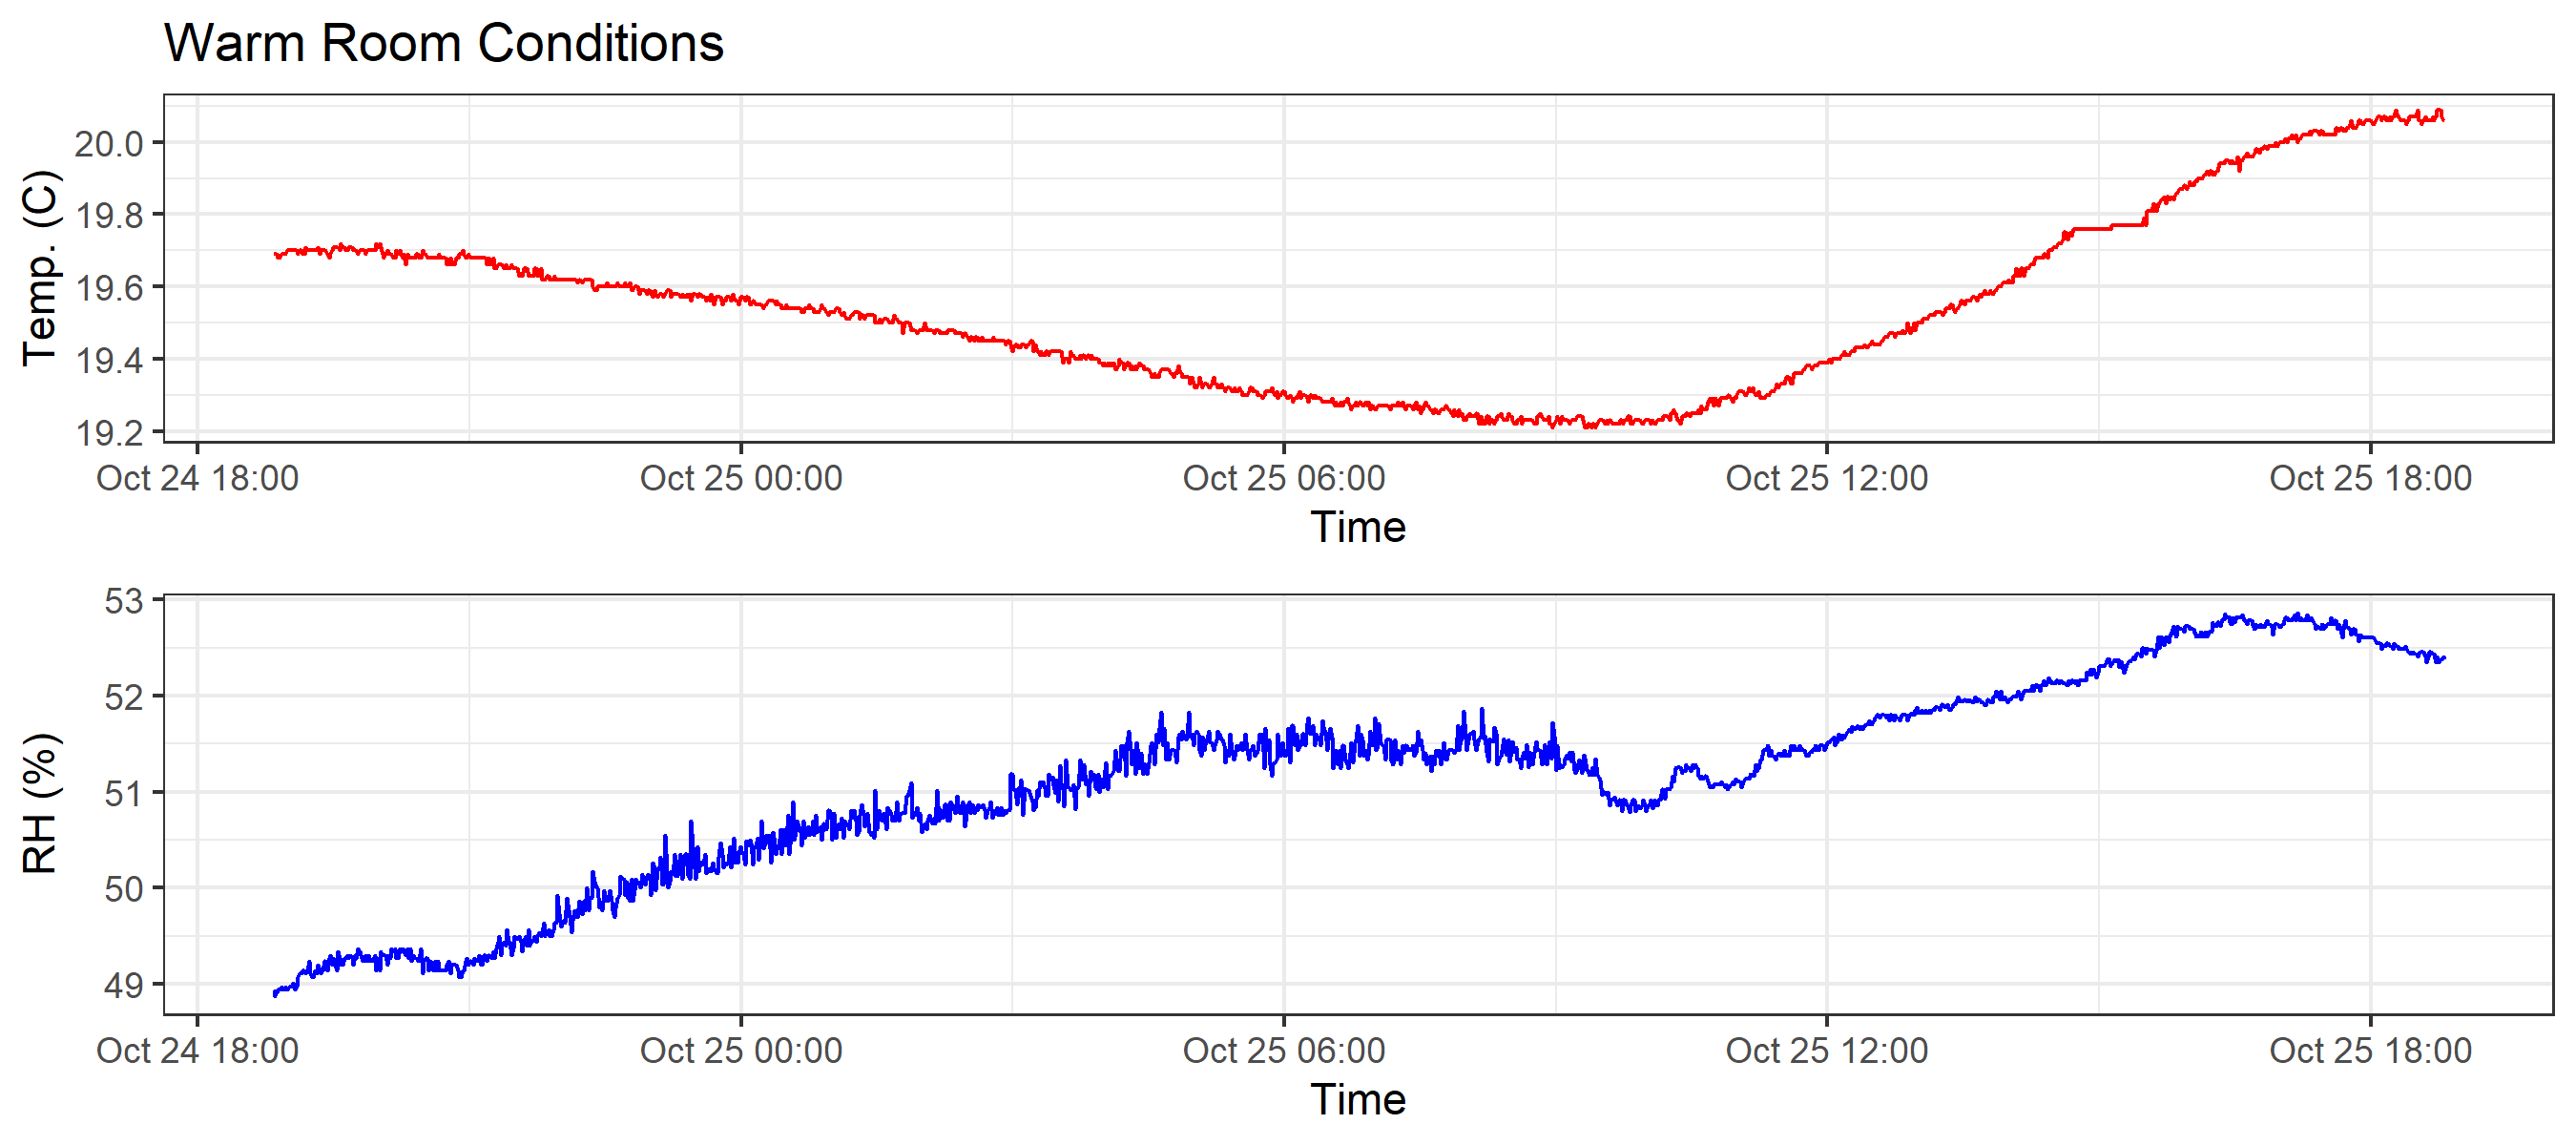 Warm Room Conditions
Temp. (C)
20.0
19.8
19.6
19.4
19.2
Oct 24 18:00 Oct 25 00:00 Oct 25 06:00 Oct 25 12:00 Oct 25 18:00
Time
RH (%)
53
52
51
50
49
Oct 24 18:00 Oct 25 00:00 Oct 25 06:00 Oct 25 12:00 Oct 25 18:00
Time